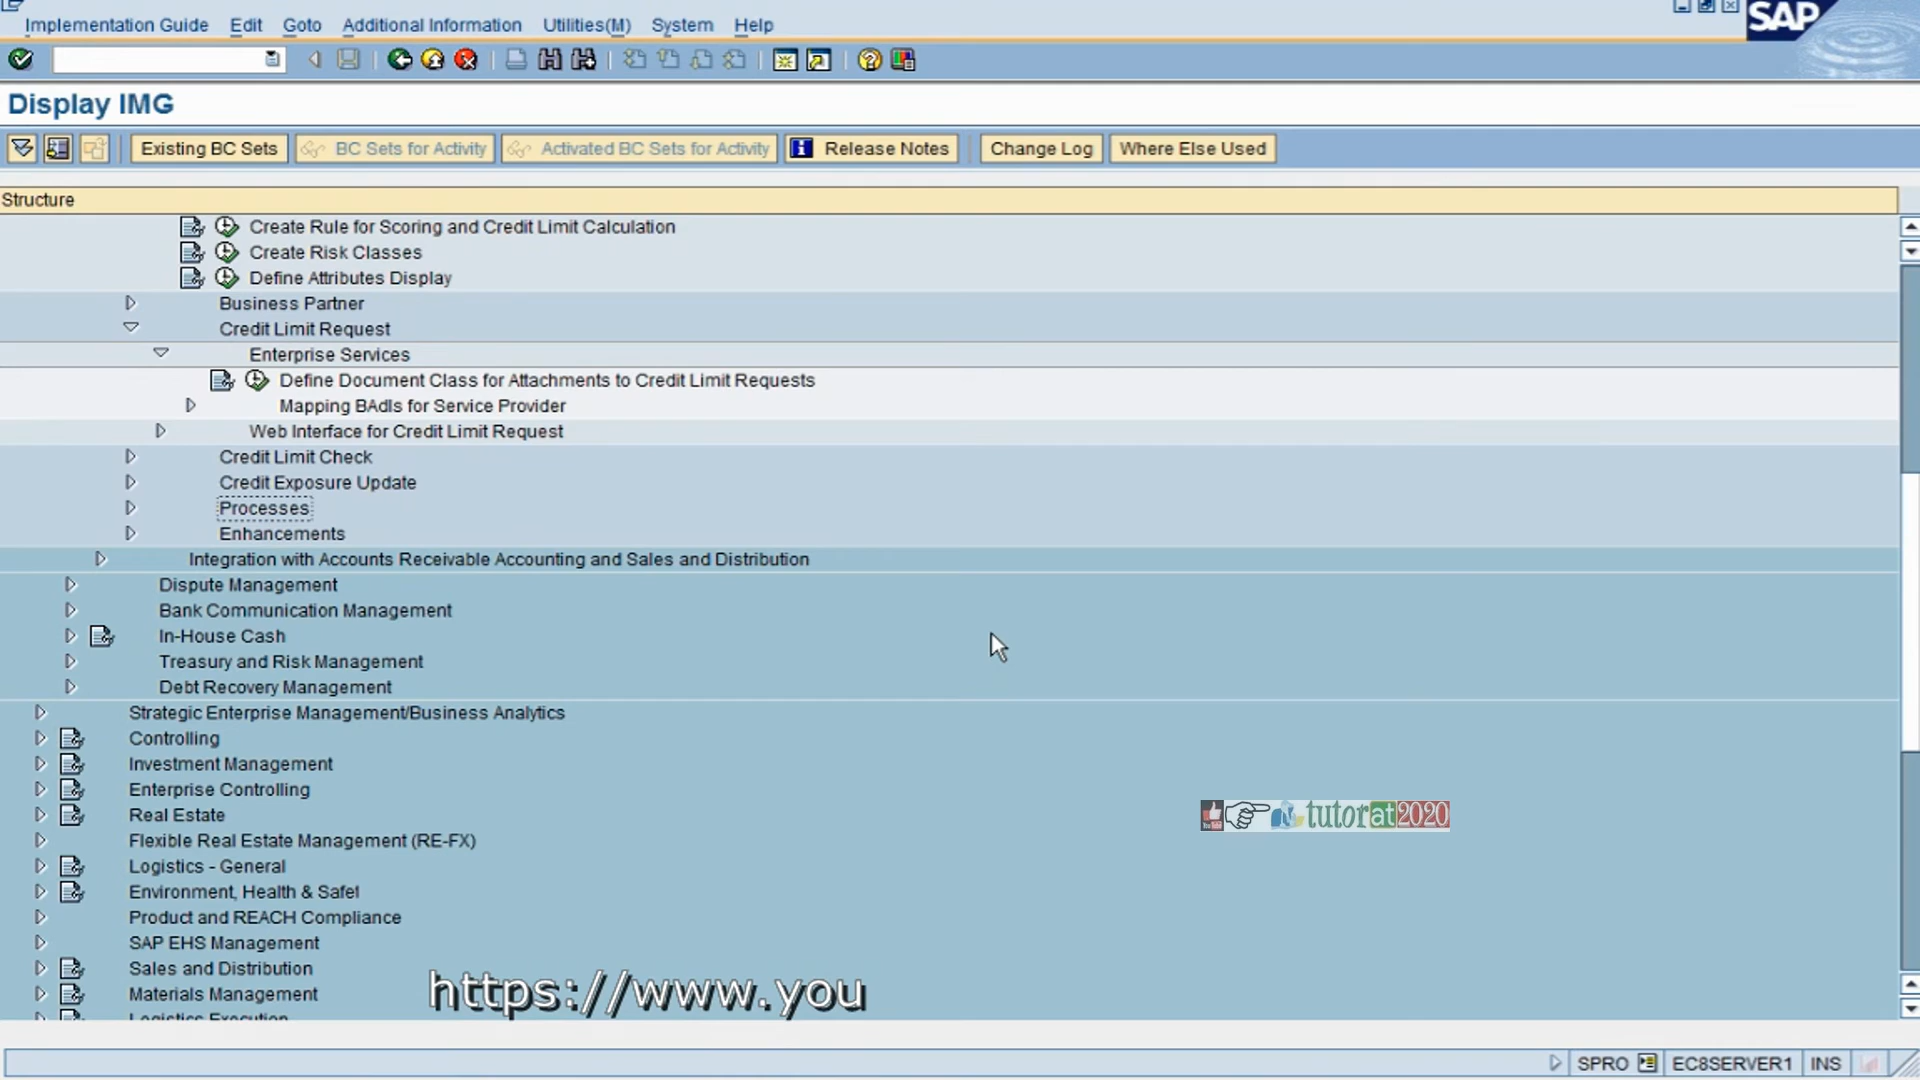 Implementation Guide Edit Goto Additional Information Utilities(M) System Help
SAP
Display IMG
Existing BC Sets BC Sets for Activity Activated BC Sets for Activity Release Notes Change Log Where Else Used
Structure
Create Rule for Scoring and Credit Limit Calculation
Create Risk Classes
Define Attributes Display
Business Partner
Credit Limit Request
Enterprise Services
Define Document Class for Attachments to Credit Limit Requests
Mapping BAdIs for Service Provider
Web Interface for Credit Limit Request
Credit Limit Check
Credit Exposure Update
Processes
Enhancements
Integration with Accounts Receivable Accounting and Sales and Distribution
Dispute Management
Bank Communication Management
In-House Cash
Treasury and Risk Management
Debt Recovery Management
Strategic Enterprise Management/Business Analytics
Controlling
Investment Management
Enterprise Controlling
Real Estate
tutorat2020
Flexible Real Estate Management (RE-FX)
Logistics - General
Environment, Health & Safet
Product and REACH Compliance
SAP EHS Management
Sales and Distribution
Materials Management
https://www.you
Logistics Execution
SPRO EC8SERVER1 INS